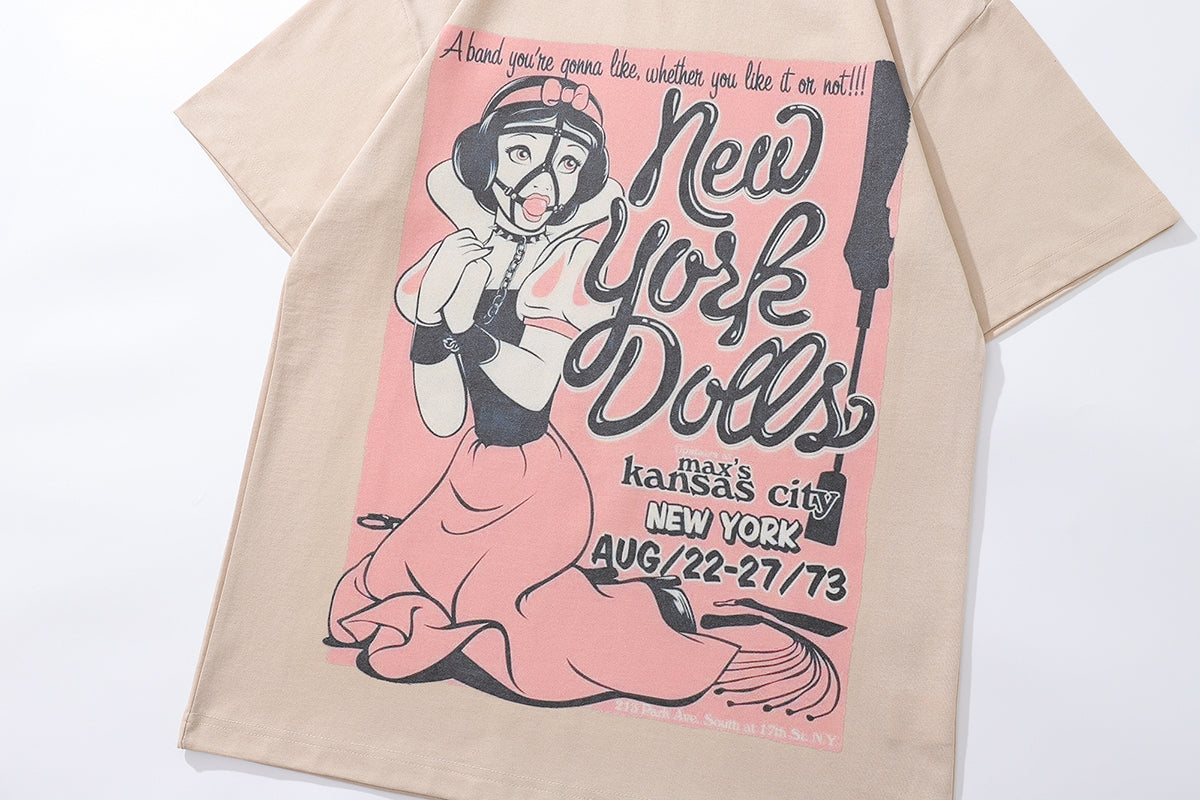 A band you're gonna like, whether you like it or not!!!
New
York
Dolls
max's
kansas city
NEW YORK
AUG/22-27/73
213 Park Ave. South at 17th St. N.Y.